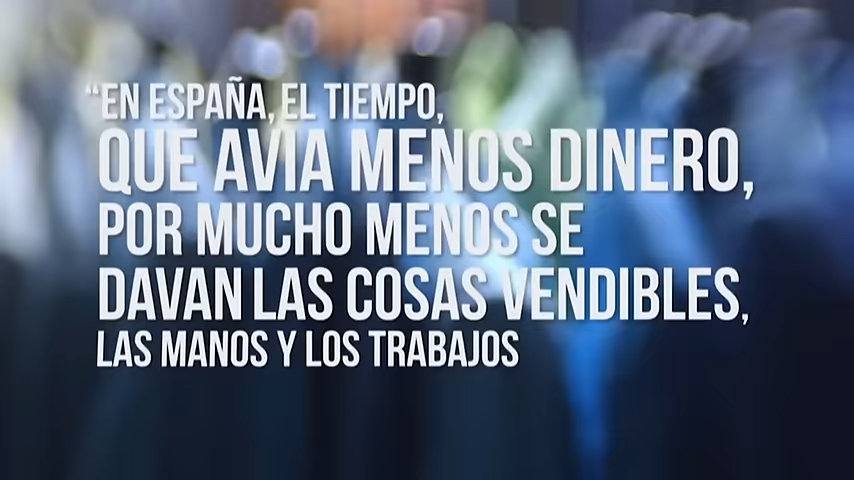 “EN ESPAÑA, EL TIEMPO,
QUE AVIA MENOS DINERO,
POR MUCHO MENOS SE
DAVAN LAS COSAS VENDIBLES,
LAS MANOS Y LOS TRABAJOS